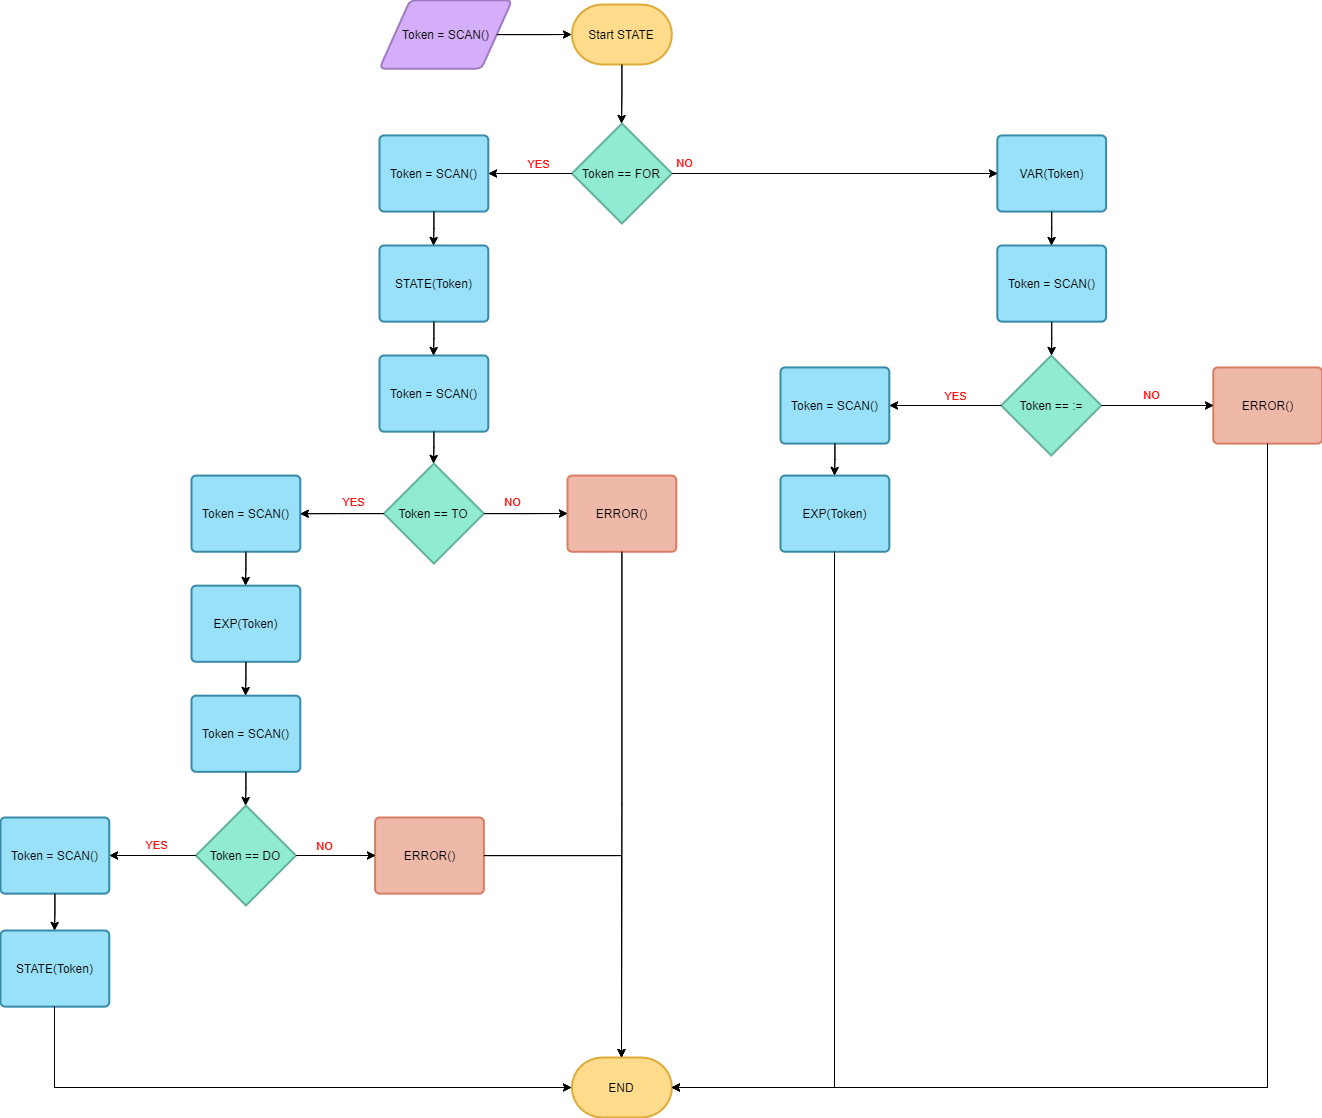 Token = SCAN()
Start STATE
Token = SCAN()
YES
Token == FOR
NO
VAR(Token)
STATE(Token)
Token = SCAN()
Token = SCAN()
Token = SCAN()
YES
Token == :=
NO
ERROR()
Token = SCAN()
YES
Token == TO
NO
ERROR()
EXP(Token)
EXP(Token)
Token = SCAN()
Token = SCAN()
YES
Token == DO
NO
ERROR()
STATE(Token)
END